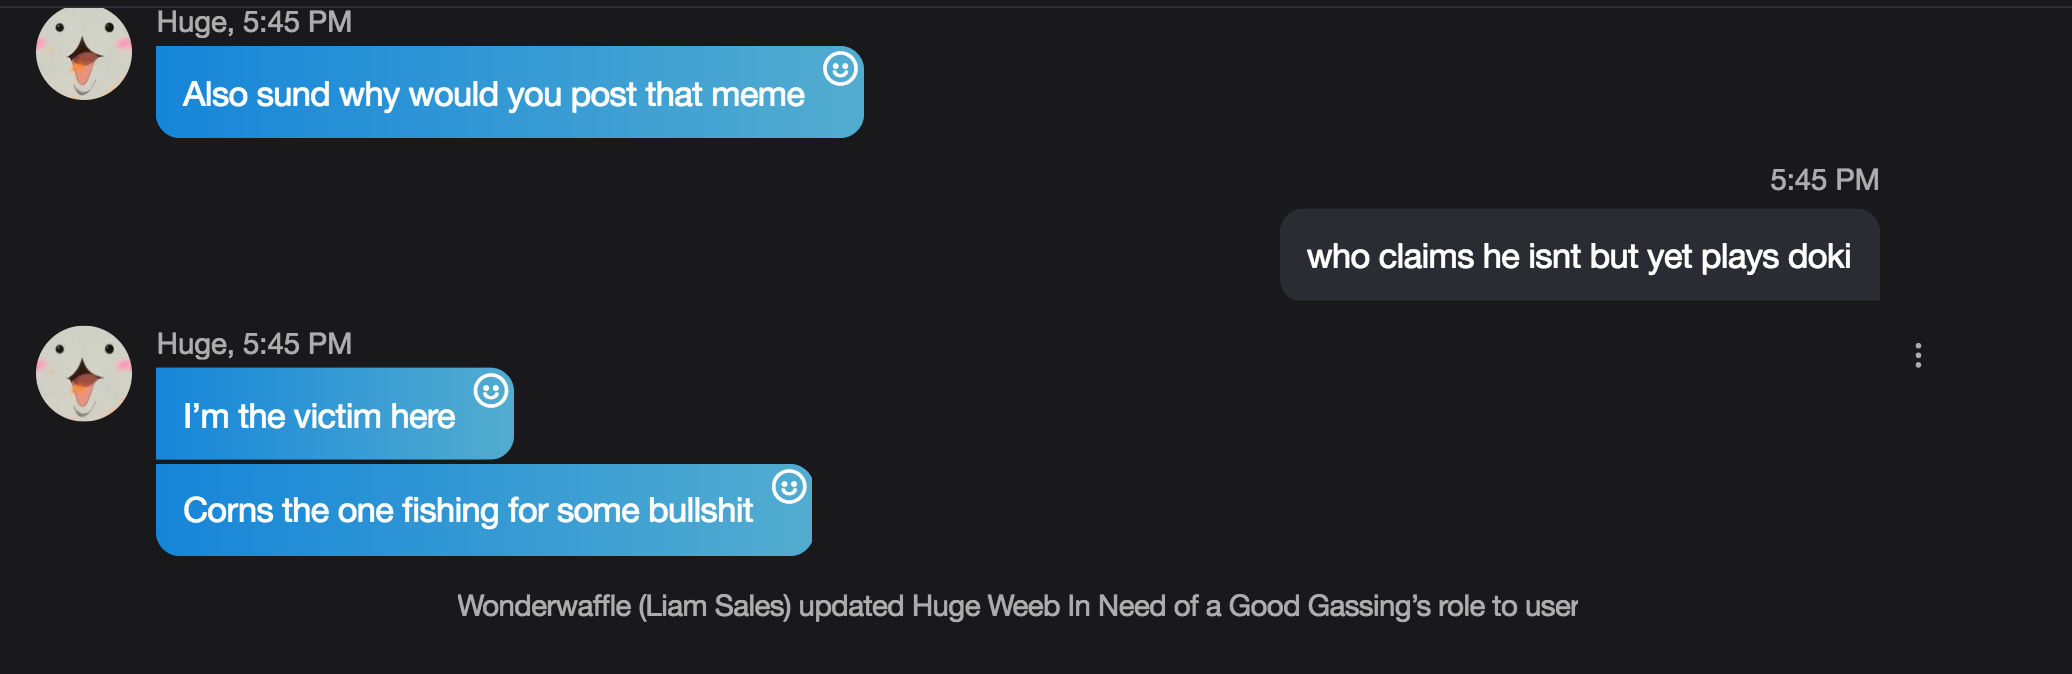 Huge, 5:45 PM
Also sund why would you post that meme
5:45 PM
who claims he isnt but yet plays doki
Huge, 5:45 PM
I’m the victim here
Corns the one fishing for some bullshit
Wonderwaffle (Liam Sales) updated Huge Weeb In Need of a Good Gassing’s role to user